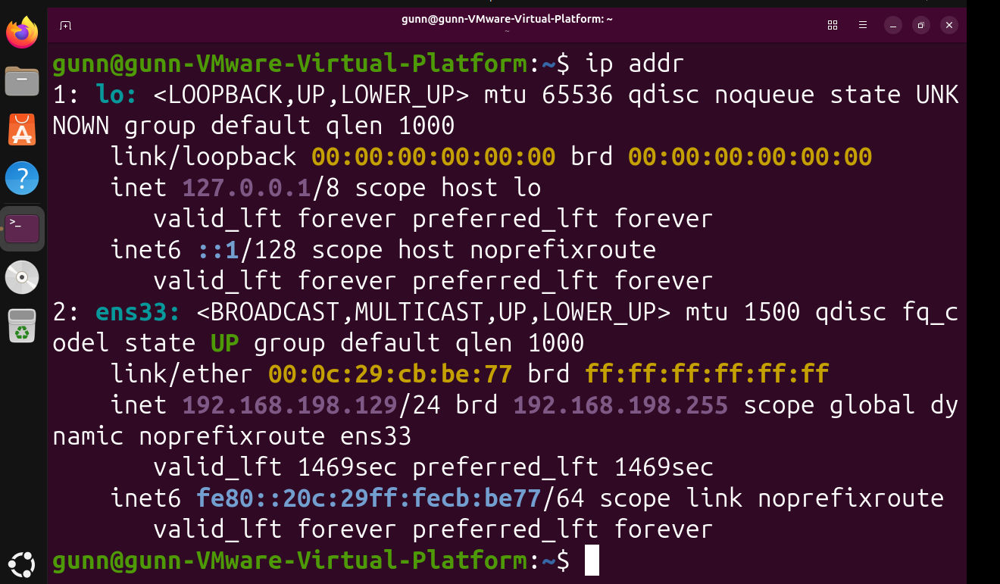 gunn@gunn-VMware-Virtual-Platform: ~
~
gunn@gunn-VMware-Virtual-Platform:~$ ip addr
1: lo: <LOOPBACK,UP,LOWER_UP> mtu 65536 qdisc noqueue state UNK
NOWN group default qlen 1000
    link/loopback 00:00:00:00:00:00 brd 00:00:00:00:00:00
    inet 127.0.0.1/8 scope host lo
       valid_lft forever preferred_lft forever
    inet6 ::1/128 scope host noprefixroute
       valid_lft forever preferred_lft forever
2: ens33: <BROADCAST,MULTICAST,UP,LOWER_UP> mtu 1500 qdisc fq_c
odel state UP group default qlen 1000
    link/ether 00:0c:29:cb:be:77 brd ff:ff:ff:ff:ff:ff
    inet 192.168.198.129/24 brd 192.168.198.255 scope global dy
namic noprefixroute ens33
       valid_lft 1469sec preferred_lft 1469sec
    inet6 fe80::20c:29ff:fecb:be77/64 scope link noprefixroute
       valid_lft forever preferred_lft forever
gunn@gunn-VMware-Virtual-Platform:~$